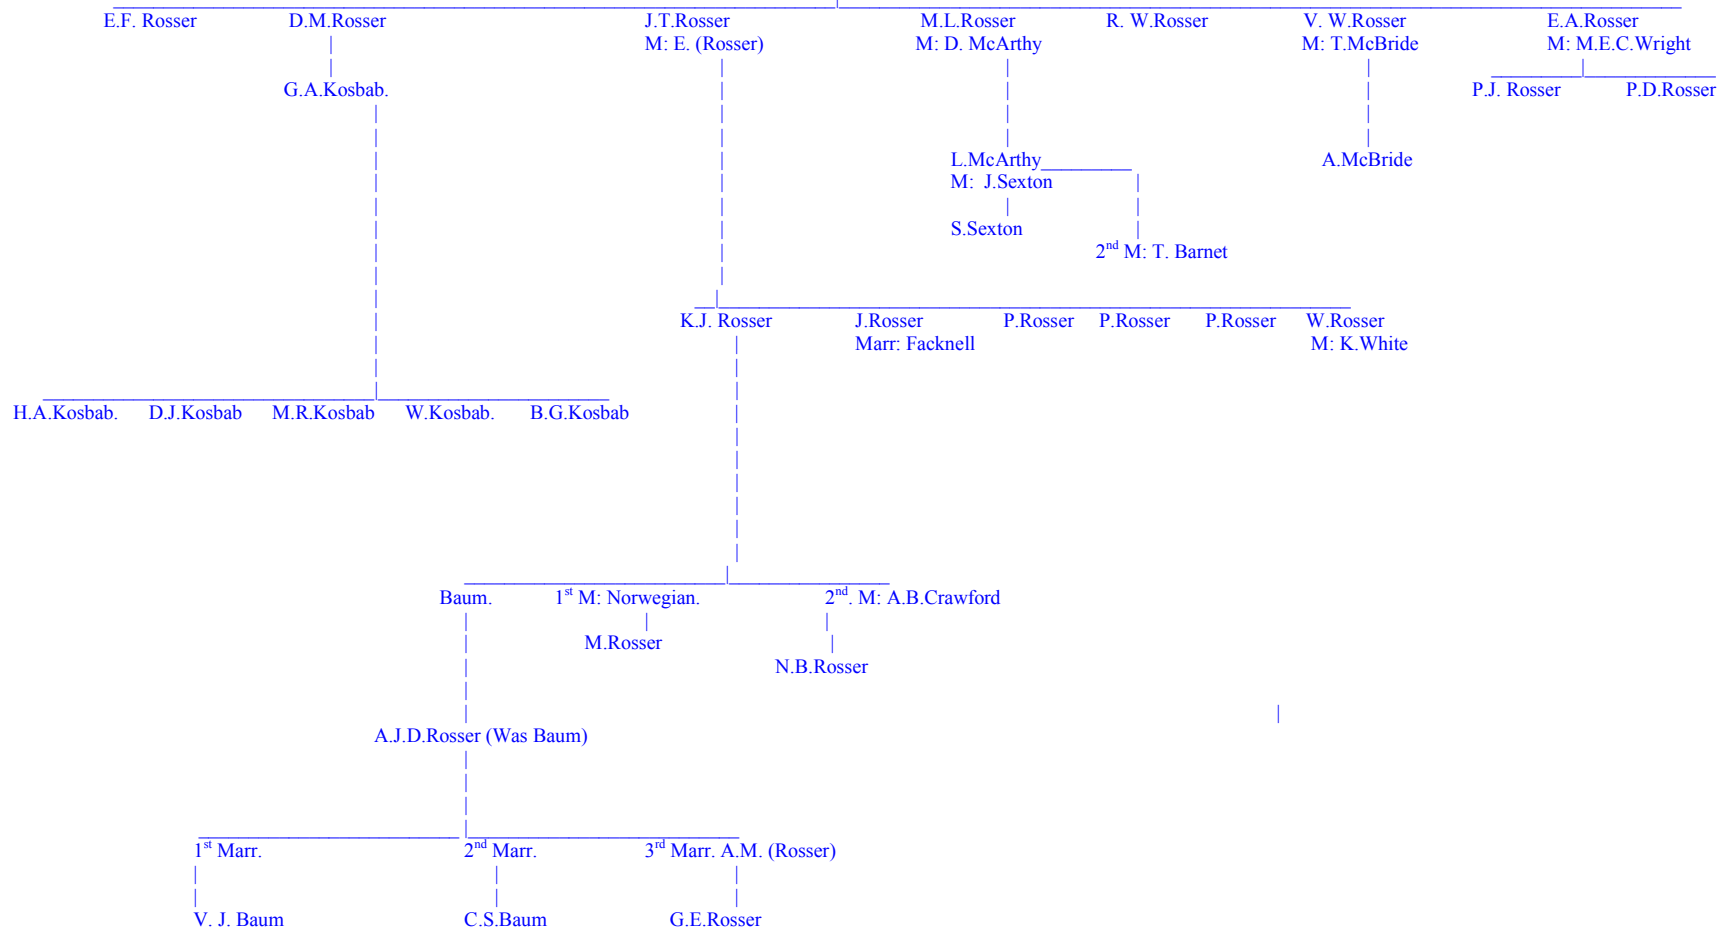 E.F. Rosser D.M.Rosser J.T.Rosser M.L.Rosser R. W.Rosser V. W.Rosser E.A.Rosser
M: E. (Rosser) M: D. McArthy M: T.McBride M: M.E.C.Wright
G.A.Kosbab. P.J. Rosser P.D.Rosser
L.McArthy A.McBride
M: J.Sexton
S.Sexton
2nd M: T. Barnet
K.J. Rosser J.Rosser P.Rosser P.Rosser P.Rosser W.Rosser
Marr: Facknell M: K.White
H.A.Kosbab. D.J.Kosbab M.R.Kosbab W.Kosbab. B.G.Kosbab
Baum. 1st M: Norwegian. 2nd. M: A.B.Crawford
M.Rosser
N.B.Rosser
A.J.D.Rosser (Was Baum)
1st Marr. 2nd Marr. 3rd Marr. A.M. (Rosser)
V. J. Baum C.S.Baum G.E.Rosser